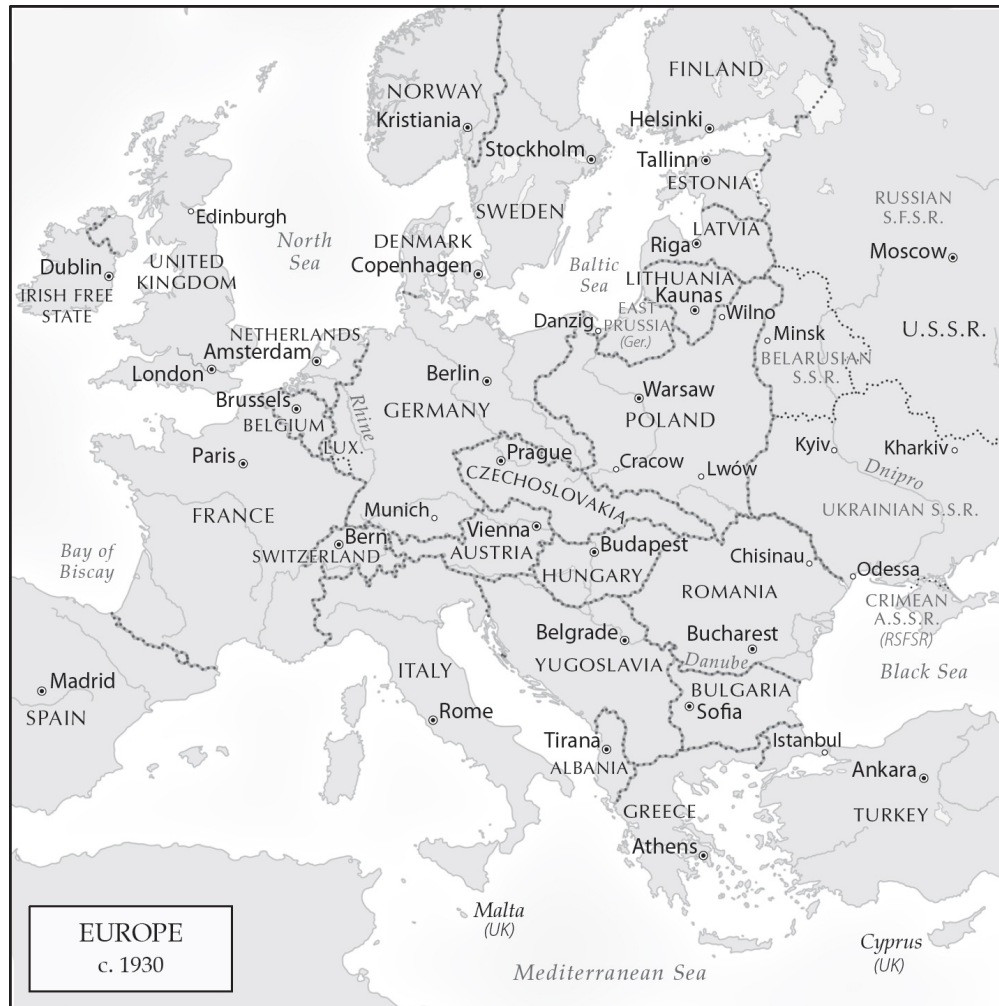 FINLAND
NORWAY
Kristiania
Helsinki
Stockholm
Tallinn
ESTONIA
RUSSIAN
S.F.S.R.
SWEDEN
Edinburgh
North
Sea
DENMARK
Copenhagen
LATVIA
Riga
Moscow
Dublin
IRISH FREE
STATE
UNITED
KINGDOM
Baltic
Sea
LITHUANIA
Kaunas
Wilno
EAST
PRUSSIA
(Ger.)
Danzig
Minsk
BELARUSIAN
S.S.R.
U.S.S.R.
NETHERLANDS
Amsterdam
London
Berlin
Warsaw
POLAND
Brussels
BELGIUM
Rhine
GERMANY
LUX.
Paris
Prague
CZECHOSLOVAKIA
Cracow
Lwów
Kyiv
Kharkiv
Dnipro
UKRAINIAN S.S.R.
FRANCE
Munich
Vienna
AUSTRIA
Bern
SWITZERLAND
Budapest
HUNGARY
Chisinau
Odessa
Bay of
Biscay
ROMANIA
CRIMEAN
A.S.S.R.
(RSFSR)
Belgrade
YUGOSLAVIA
Bucharest
Danube
Black Sea
ITALY
Madrid
SPAIN
BULGARIA
Sofia
Rome
Tirana
ALBANIA
Istanbul
Ankara
TURKEY
GREECE
Athens
Malta
(UK)
Cyprus
(UK)
Mediterranean Sea
EUROPE
c. 1930